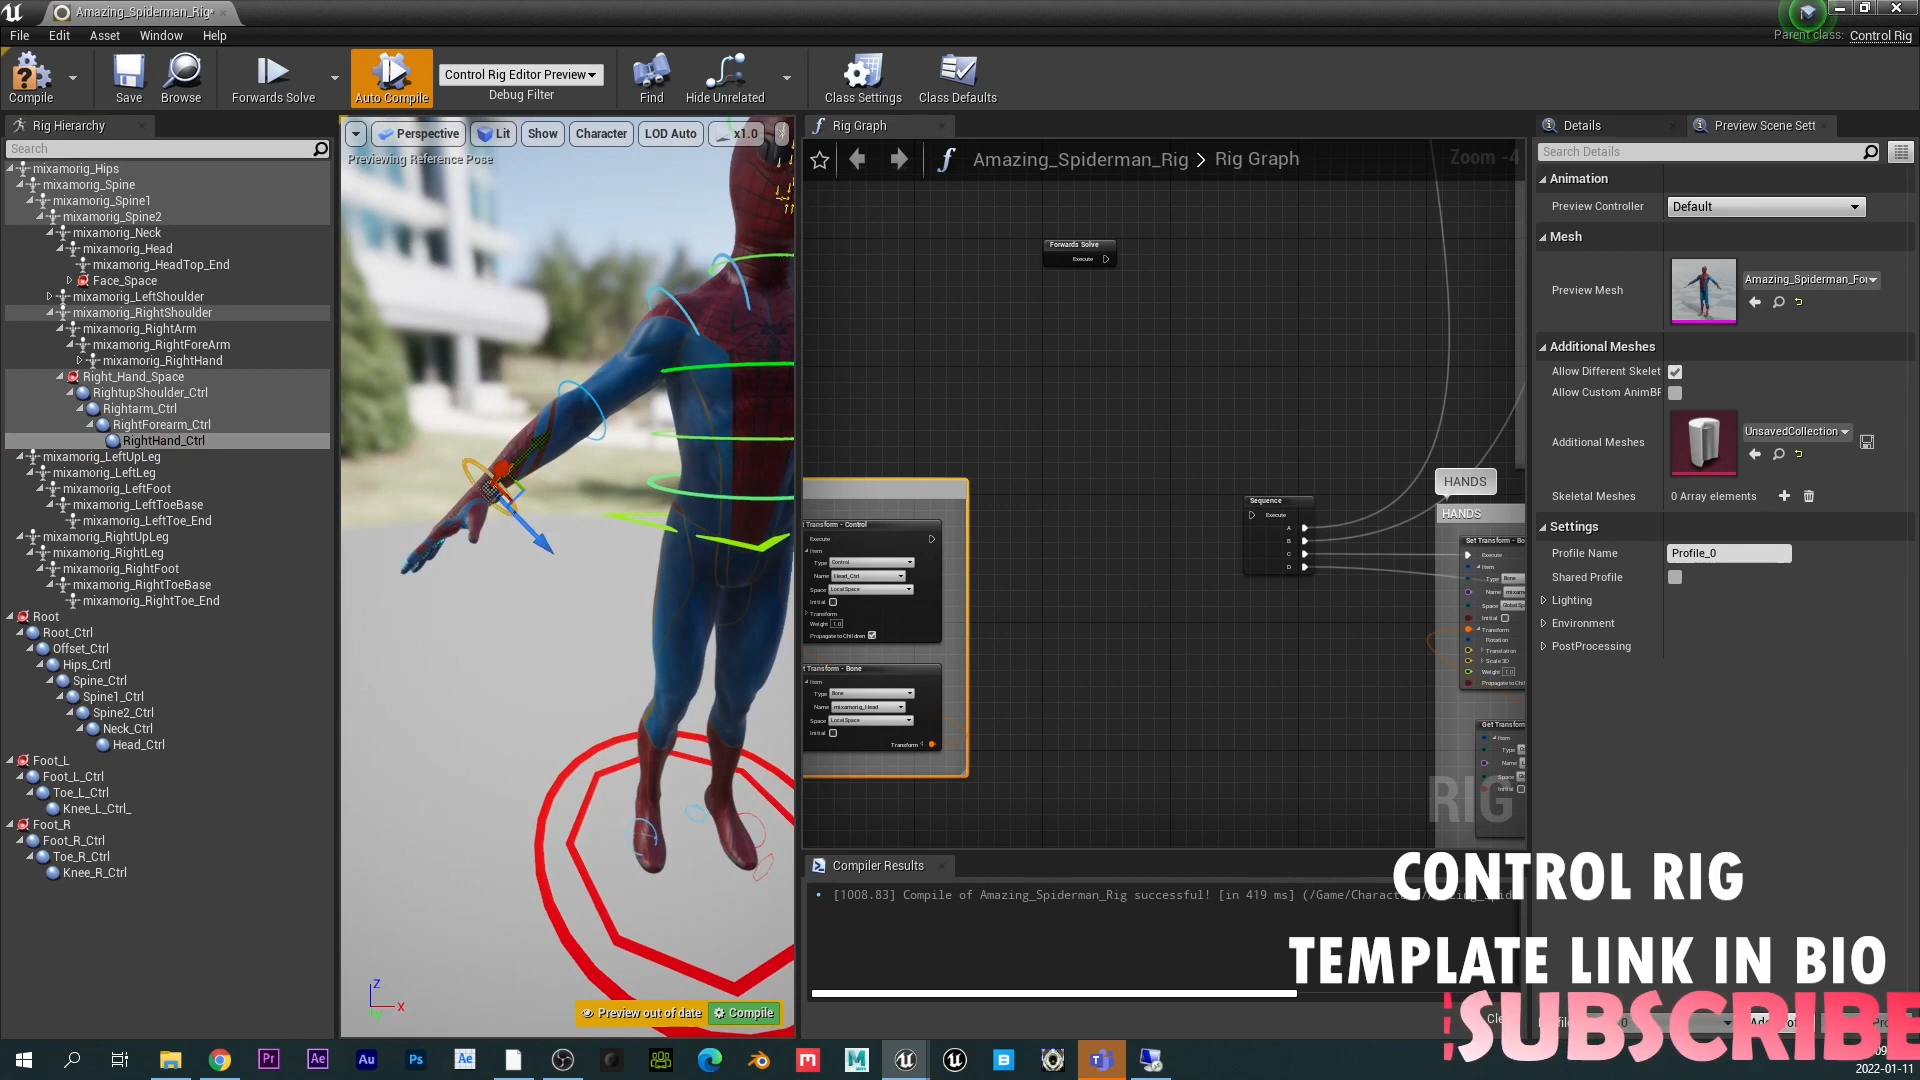 Amazing_Spiderman_Rig*
File Edit Asset Window Help
Parent class: Control Rig
Compile
Save
Browse
Forwards Solve
Auto Compile
Control Rig Editor Preview
Debug Filter
Find
Hide Unrelated
Class Settings
Class Defaults
Rig Hierarchy
Search
mixamorig_Hips
mixamorig_Spine
mixamorig_Spine1
mixamorig_Spine2
mixamorig_Neck
mixamorig_Head
mixamorig_HeadTop_End
Face_Space
mixamorig_LeftShoulder
mixamorig_RightShoulder
mixamorig_RightArm
mixamorig_RightForeArm
mixamorig_RightHand
Right_Hand_Space
RightupShoulder_Ctrl
Rightarm_Ctrl
RightForearm_Ctrl
RightHand_Ctrl
mixamorig_LeftUpLeg
mixamorig_LeftLeg
mixamorig_LeftFoot
mixamorig_LeftToeBase
mixamorig_LeftToe_End
mixamorig_RightUpLeg
mixamorig_RightLeg
mixamorig_RightFoot
mixamorig_RightToeBase
mixamorig_RightToe_End
Root
Root_Ctrl
Offset_Ctrl
Hips_Crtl
Spine_Ctrl
Spine1_Ctrl
Spine2_Ctrl
Neck_Ctrl
Head_Ctrl
Foot_L
Foot_L_Ctrl
Toe_L_Ctrl
Knee_L_Ctrl_
Foot_R
Foot_R_Ctrl
Toe_R_Ctrl
Knee_R_Ctrl
Perspective Lit Show Character LOD Auto x1.0
Previewing Reference Pose
Z
X
Y
Preview out of date Compile
Rig Graph
Amazing_Spiderman_Rig > Rig Graph
Zoom -4
Forwards Solve
Execute
t Transform - Control
Execute
Item
Type Control
Name Head_Ctrl
Space Local Space
Initial
Transform
Weight 1.0
Propagate to Children
t Transform - Bone
Item
Type Bone
Name mixamorig_Head
Space Local Space
Initial
Transform
Sequence
Execute
A
B
C
D
HANDS
HANDS
Set Transform - Bo
Execute
Item
Type Bone
Name mixam
Space Global Sp
Initial
Transform
Rotation
Translation
Scale 3D
Weight 1.0
Propagate to Chil
Get Transform
Item
Type
Name
Space
Initial
RIG
Compiler Results
[1008.83] Compile of Amazing_Spiderman_Rig successful! [in 419 ms] (/Game/Charac
Details
Preview Scene Sett
Search Details
Animation
Preview Controller Default
Mesh
Preview Mesh
Amazing_Spiderman_For
Additional Meshes
Allow Different Skelet
Allow Custom AnimBF
Additional Meshes
UnsavedCollection
Skeletal Meshes 0 Array elements
Settings
Profile Name Profile_0
Shared Profile
Lighting
Environment
PostProcessing
CONTROL RIG
TEMPLATE LINK IN BIO
SUBSCRIBE
Pr Ae Au Ps Ae
2022-01-11